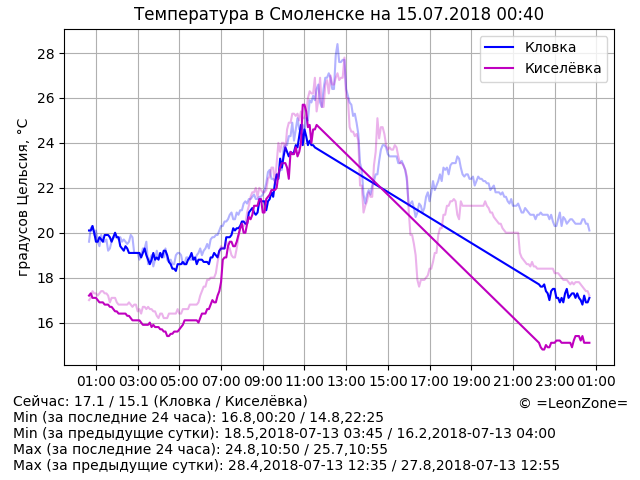 Температура в Смоленске на 15.07.2018 00:40
Кловка
Киселёвка
градусов Цельсия, °C
28
26
24
22
20
18
16
01:00 03:00 05:00 07:00 09:00 11:00 13:00 15:00 17:00 19:00 21:00 23:00 01:00
Сейчас: 17.1 / 15.1 (Кловка / Киселёвка)
© =LeonZone=
Min (за последние 24 часа): 16.8,00:20 / 14.8,22:25
Min (за предыдущие сутки): 18.5,2018-07-13 03:45 / 16.2,2018-07-13 04:00
Max (за последние 24 часа): 24.8,10:50 / 25.7,10:55
Max (за предыдущие сутки): 28.4,2018-07-13 12:35 / 27.8,2018-07-13 12:55